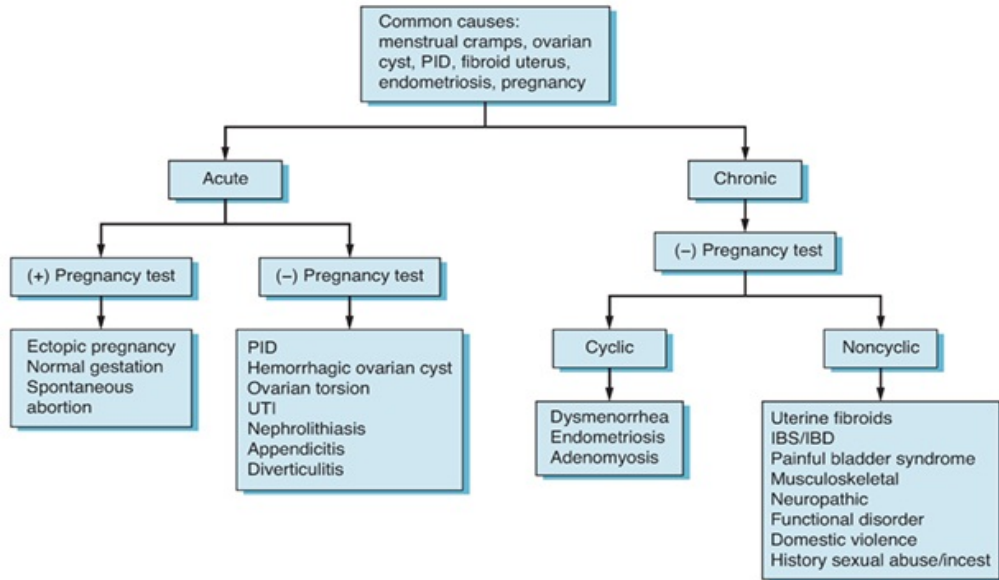 Common causes:
menstrual cramps, ovarian
cyst, PID, fibroid uterus,
endometriosis, pregnancy
Acute
Chronic
(+) Pregnancy test
(−) Pregnancy test
(−) Pregnancy test
Ectopic pregnancy
Normal gestation
Spontaneous
abortion
PID
Hemorrhagic ovarian cyst
Ovarian torsion
UTI
Nephrolithiasis
Appendicitis
Diverticulitis
Cyclic
Noncyclic
Dysmenorrhea
Endometriosis
Adenomyosis
Uterine fibroids
IBS/IBD
Painful bladder syndrome
Musculoskeletal
Neuropathic
Functional disorder
Domestic violence
History sexual abuse/incest